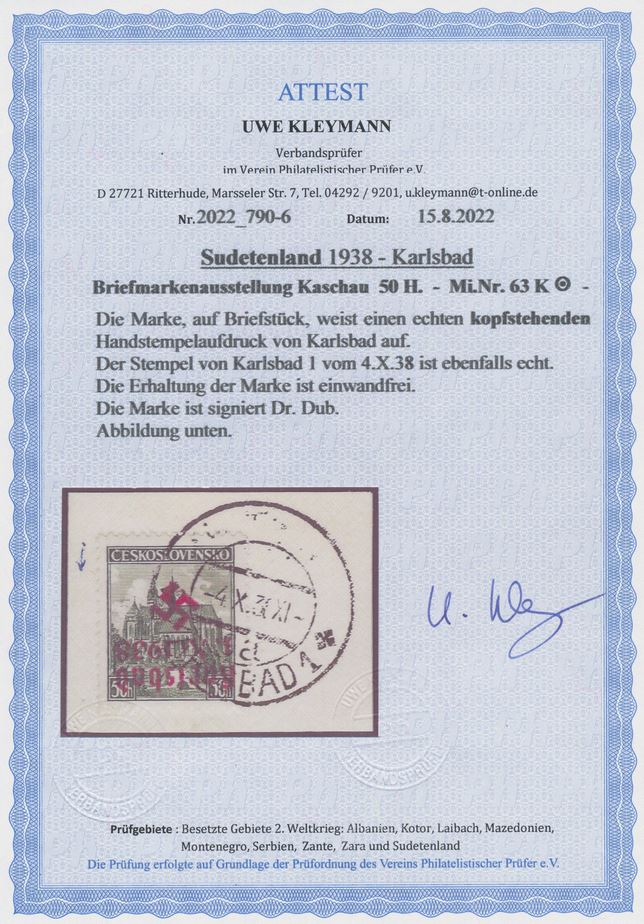 ATTEST
UWE KLEYMANN
Verbandsprüfer
im Verein Philatelistischer Prüfer e.V.
D 27721 Ritterhude, Marsseler Str. 7, Tel. 04292 / 9201, u.kleymann@t-online.de
Nr.2022_790-6 Datum: 15.8.2022
Sudetenland 1938 - Karlsbad
Briefmarkenausstellung Kaschau 50 H. - Mi.Nr. 63 K ⊙ -
Die Marke, auf Briefstück, weist einen echten kopfstehenden
Handstempelaufdruck von Karlsbad auf.
Der Stempel von Karlsbad 1 vom 4.X.38 ist ebenfalls echt.
Die Erhaltung der Marke ist einwandfrei.
Die Marke ist signiert Dr. Dub.
Abbildung unten.
ČESKOSLOVENSKO
BAD 1
Prüfgebiete : Besetzte Gebiete 2. Weltkrieg: Albanien, Kotor, Laibach, Mazedonien,
Montenegro, Serbien, Zante, Zara und Sudetenland
Die Prüfung erfolgte auf Grundlage der Prüfordnung des Vereins Philatelistischer Prüfer e.V.